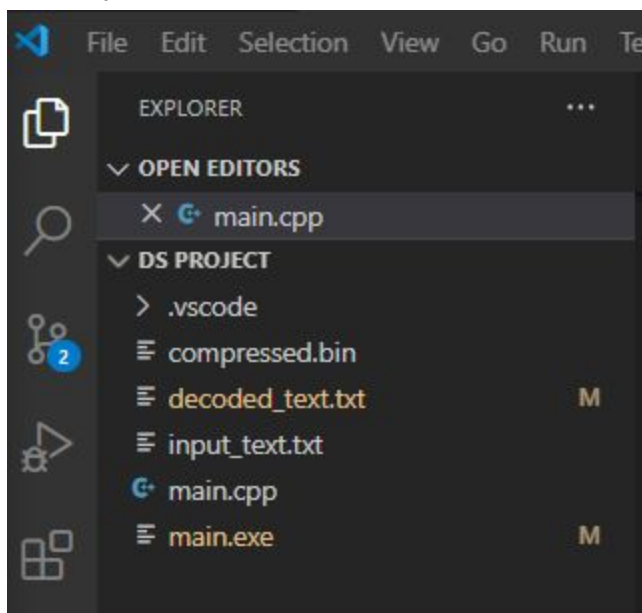 File Edit Selection View Go Run Te
EXPLORER ...
OPEN EDITORS
main.cpp
DS PROJECT
.vscode
2
compressed.bin
decoded_text.txt M
input_text.txt
main.cpp
main.exe M